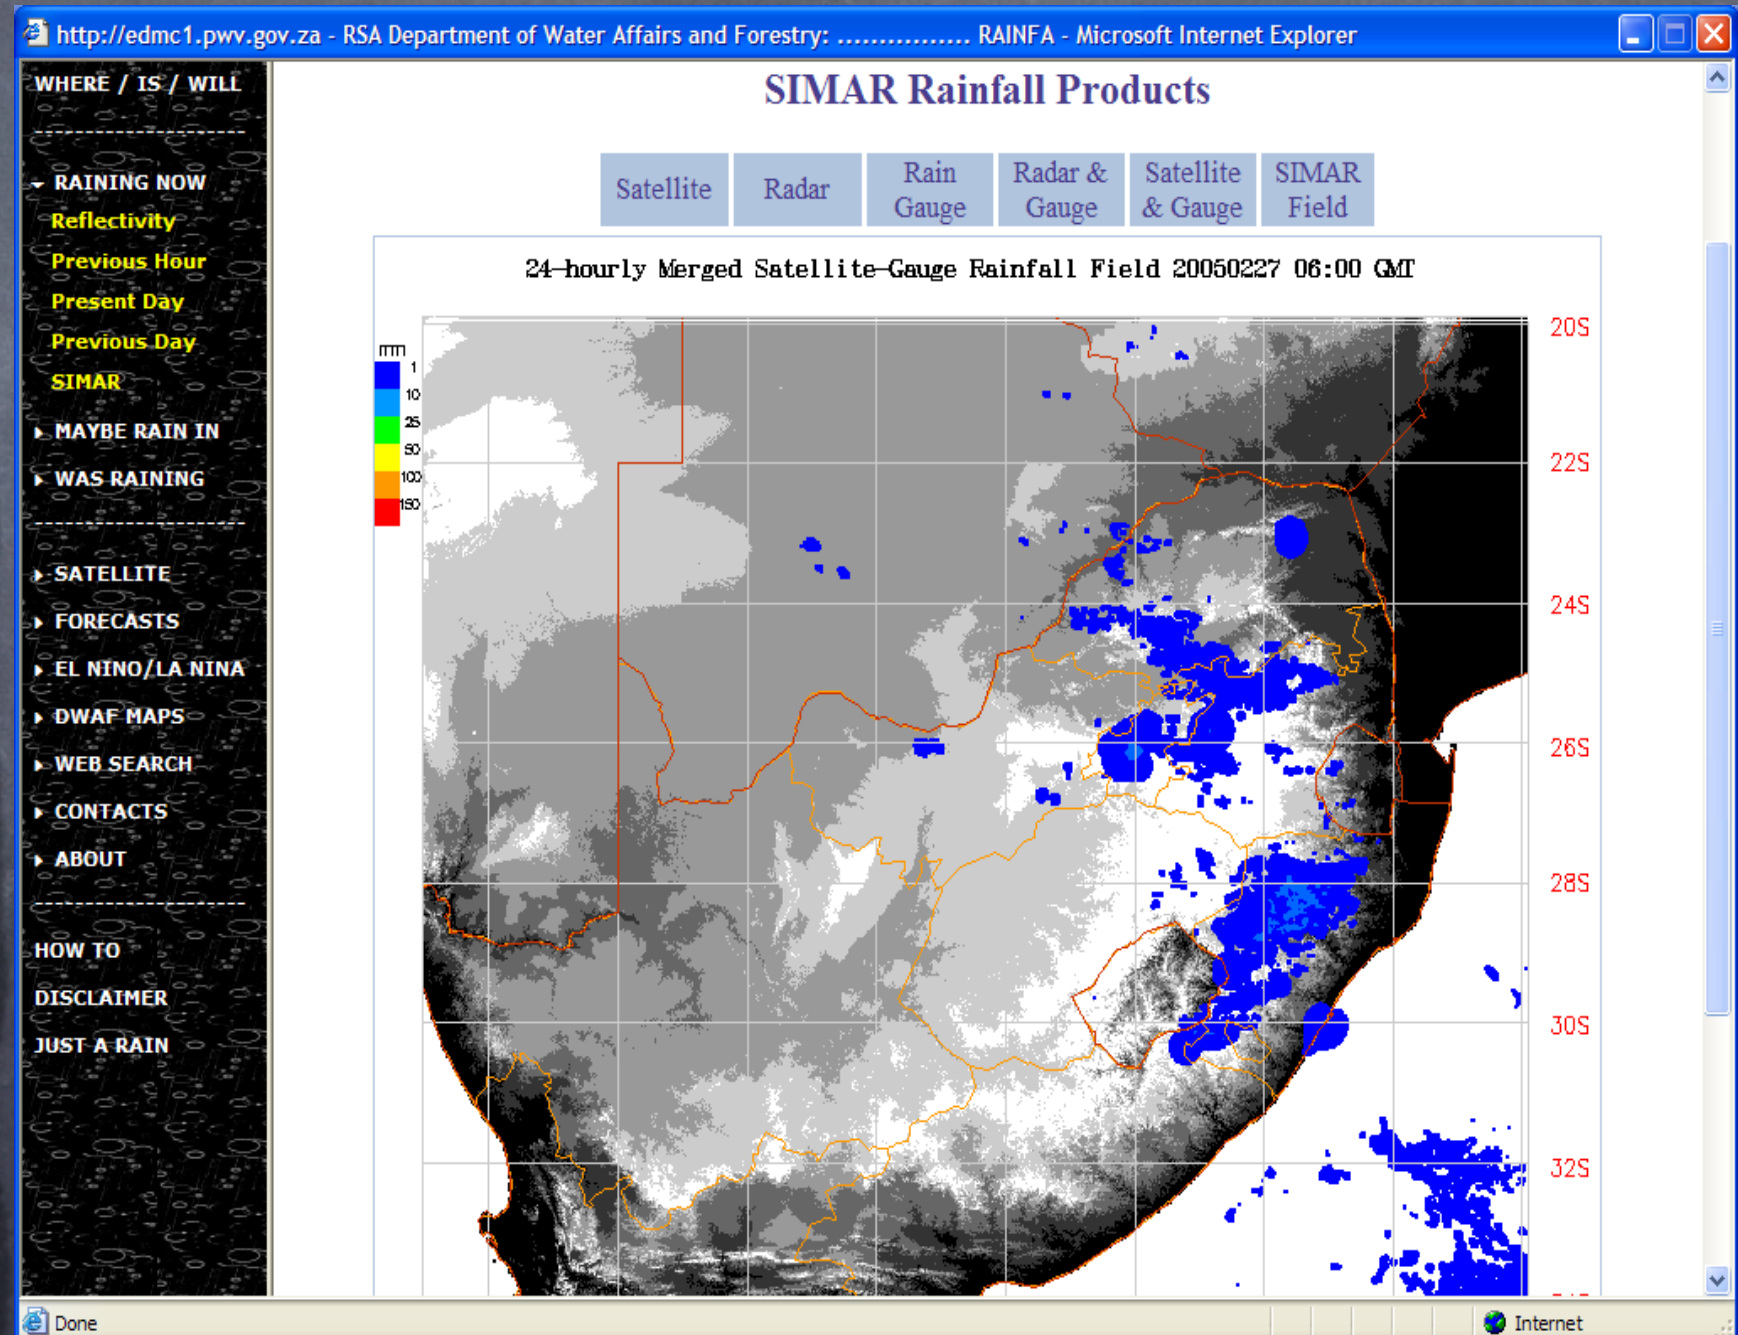 http://edmc1.pwv.gov.za - RSA Department of Water Affairs and Forestry: ................ RAINFA - Microsoft Internet Explorer
WHERE / IS / WILL
----------------------
RAINING NOW
Reflectivity
Previous Hour
Present Day
Previous Day
SIMAR
MAYBE RAIN IN
WAS RAINING
----------------------
SATELLITE
FORECASTS
EL NINO/LA NINA
DWAF MAPS
WEB SEARCH
CONTACTS
ABOUT
----------------------
HOW TO
DISCLAIMER
JUST A RAIN
SIMAR Rainfall Products
Satellite
Radar
Rain
Gauge
Radar &
Gauge
Satellite
& Gauge
SIMAR
Field
24-hourly Merged Satellite-Gauge Rainfall Field 20050227 06:00 GMT
mm
1
10
25
50
100
150
20S
22S
24S
26S
28S
30S
32S
Done
Internet